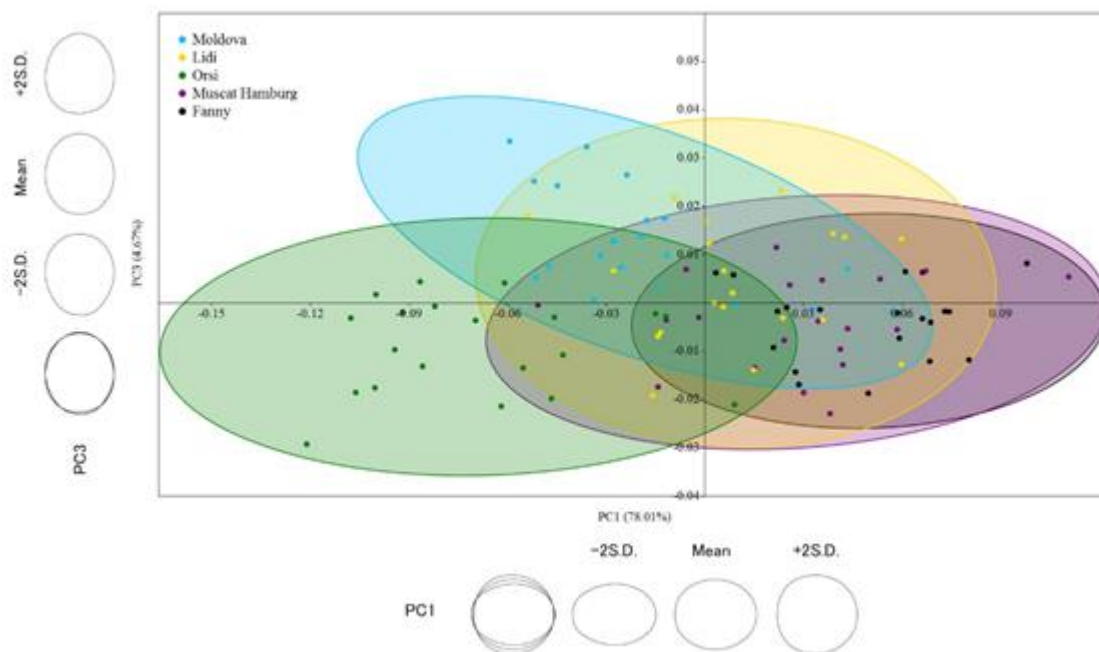 Moldova
Lidi
Orsi
Muscat Hamburg
Fanny
+2S.D.
Mean
−2S.D.
PC3
PC3 (4.67%)
0.05
0.04
0.03
0.02
0.01
-0.15
-0.12
-0.09
-0.06
-0.03
0.03
0.06
0.09
-0.01
-0.02
-0.03
-0.04
PC1 (78.01%)
−2S.D.
Mean
+2S.D.
PC1